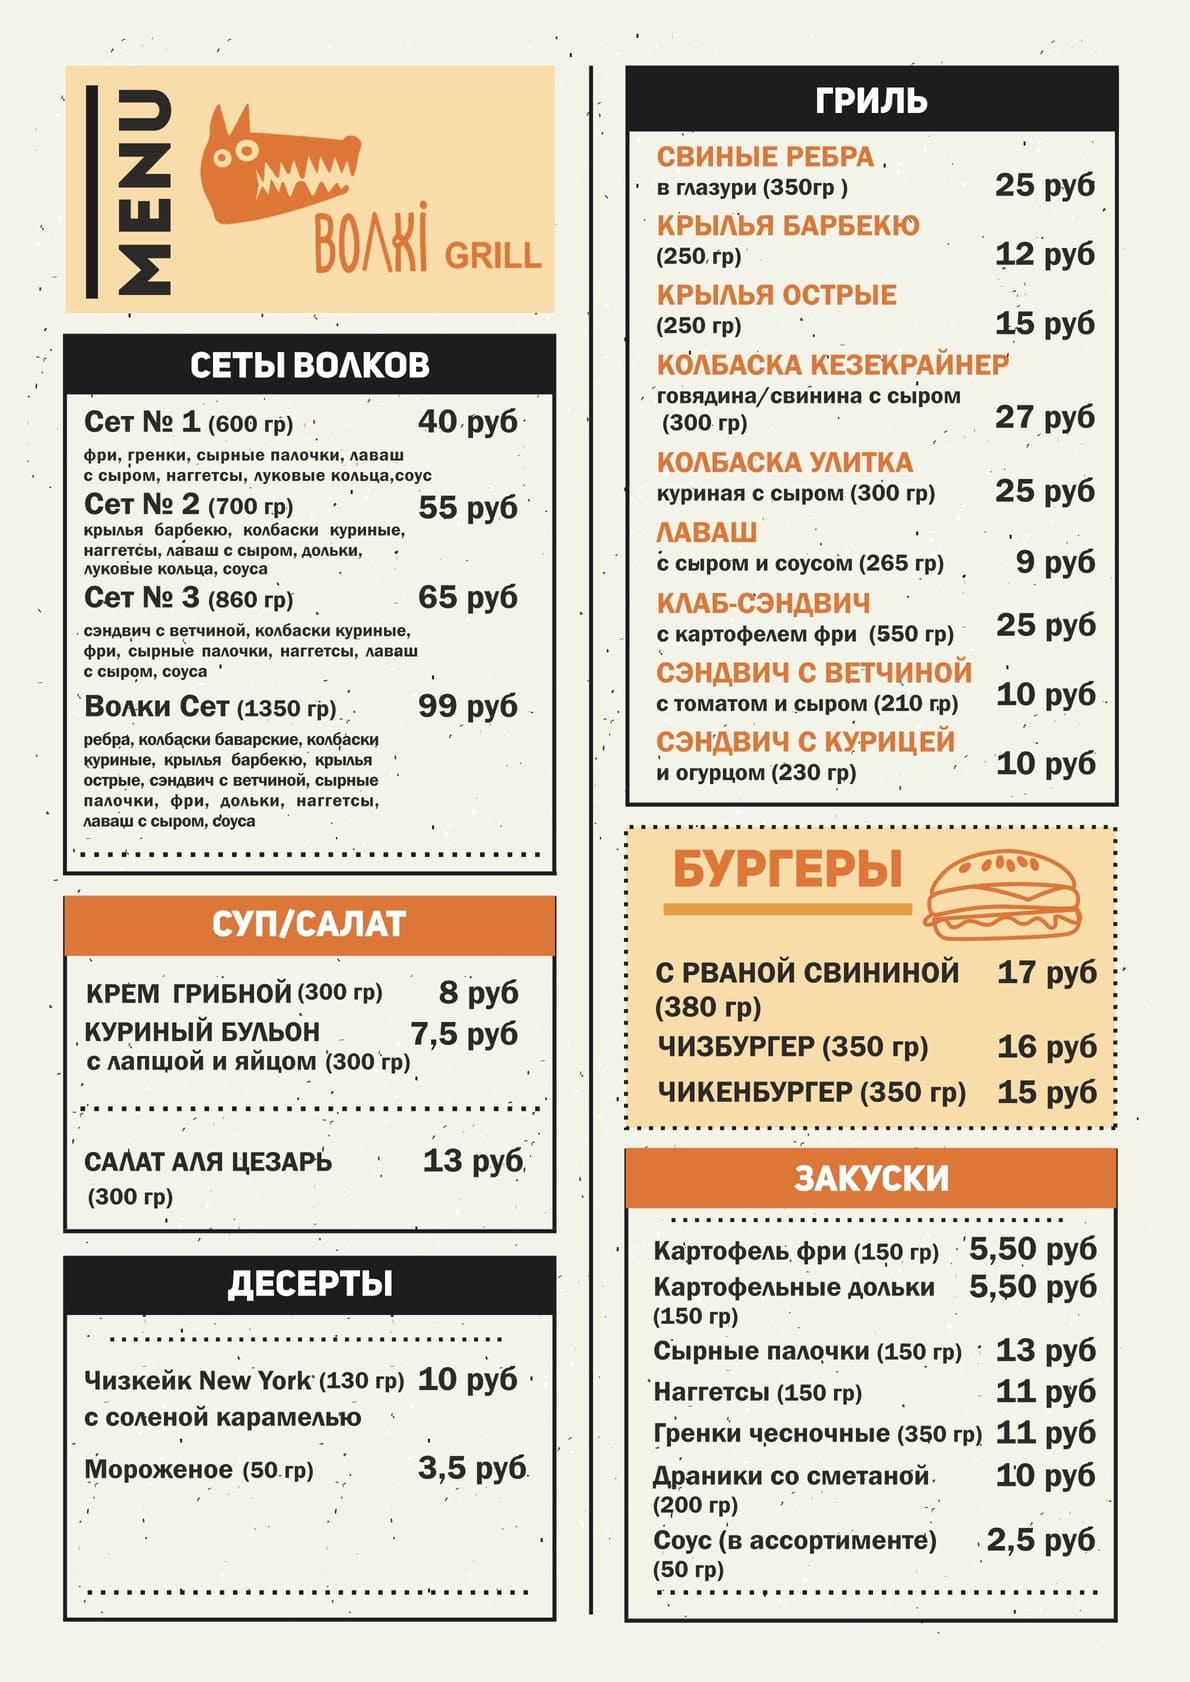 MENU
ВОЛКІ GRILL
СЕТЫ ВОЛКОВ
Сет № 1 (600 гр) 40 руб
фри, гренки, сырные палочки, лаваш
с сыром, наггетсы, луковые кольца,соус
Сет № 2 (700 гр) 55 руб
крылья барбекю, колбаски куриные,
наггетсы, лаваш с сыром, дольки,
луковые кольца, соуса
Сет № 3 (860 гр) 65 руб
сэндвич с ветчиной, колбаски куриные,
фри, сырные палочки, наггетсы, лаваш
с сыром, соуса
Волки Сет (1350 гр) 99 руб
ребра, колбаски баварские, колбаски
куриные, крылья барбекю, крылья
острые, сэндвич с ветчиной, сырные
палочки, фри, дольки, наггетсы,
лаваш с сыром, соуса
СУП/САЛАТ
КРЕМ ГРИБНОЙ (300 гр) 8 руб
КУРИНЫЙ БУЛЬОН 7,5 руб
с лапшой и яйцом (300 гр)
САЛАТ АЛЯ ЦЕЗАРЬ 13 руб
(300 гр)
ДЕСЕРТЫ
Чизкейк New York (130 гр) 10 руб
с соленой карамелью
Мороженое (50 гр) 3,5 руб
ГРИЛЬ
СВИНЫЕ РЕБРА
в глазури (350гр ) 25 руб
КРЫЛЬЯ БАРБЕКЮ
(250 гр) 12 руб
КРЫЛЬЯ ОСТРЫЕ
(250 гр) 15 руб
КОЛБАСКА КЕЗЕКРАЙНЕР
говядина/свинина с сыром
(300 гр) 27 руб
КОЛБАСКА УЛИТКА
куриная с сыром (300 гр) 25 руб
ЛАВАШ
с сыром и соусом (265 гр) 9 руб
КЛАБ-СЭНДВИЧ
с картофелем фри (550 гр) 25 руб
СЭНДВИЧ С ВЕТЧИНОЙ
с томатом и сыром (210 гр) 10 руб
СЭНДВИЧ С КУРИЦЕЙ
и огурцом (230 гр) 10 руб
БУРГЕРЫ
С РВАНОЙ СВИНИНОЙ 17 руб
(380 гр)
ЧИЗБУРГЕР (350 гр) 16 руб
ЧИКЕНБУРГЕР (350 гр) 15 руб
ЗАКУСКИ
Картофель фри (150 гр) 5,50 руб
Картофельные дольки 5,50 руб
(150 гр)
Сырные палочки (150 гр) 13 руб
Наггетсы (150 гр) 11 руб
Гренки чесночные (350 гр) 11 руб
Драники со сметаной 10 руб
(200 гр)
Соус (в ассортименте) 2,5 руб
(50 гр)